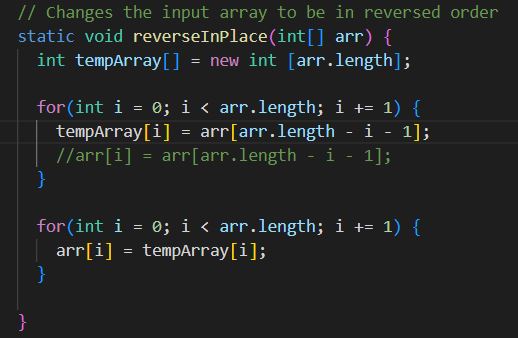 // Changes the input array to be in reversed order
static void reverseInPlace(int[] arr) {
  int tempArray[] = new int [arr.length];
  for(int i = 0; i < arr.length; i += 1) {
    tempArray[i] = arr[arr.length - i - 1];
    //arr[i] = arr[arr.length - i - 1];
  }
  for(int i = 0; i < arr.length; i += 1) {
    arr[i] = tempArray[i];
  }
}